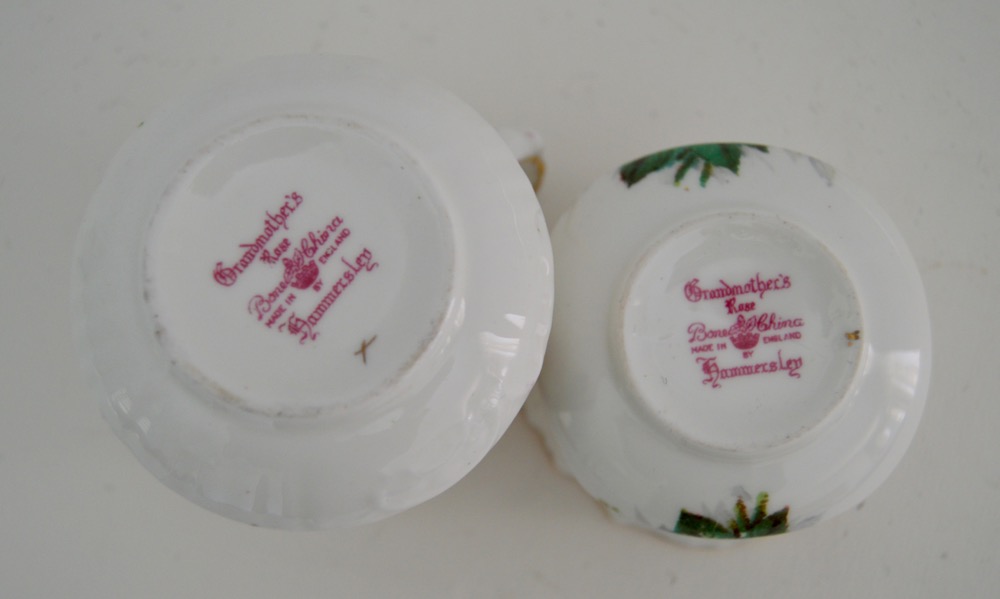 Grandmother's
Rose
Bone China
MADE IN ENGLAND
BY
Hammersley
x
Grandmother's
Rose
Bone China
MADE IN ENGLAND
BY
Hammersley